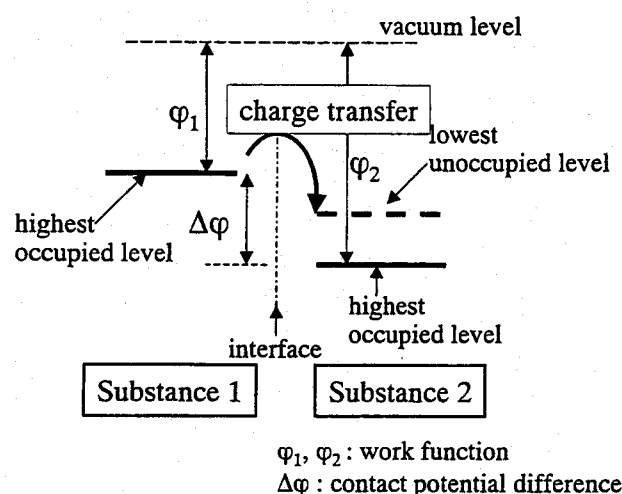 vacuum level
φ₁
charge transfer
φ₂
lowest
unoccupied level
highest
occupied level
Δφ
highest
occupied level
interface
Substance 1
Substance 2
φ₁, φ₂ : work function
Δφ : contact potential difference